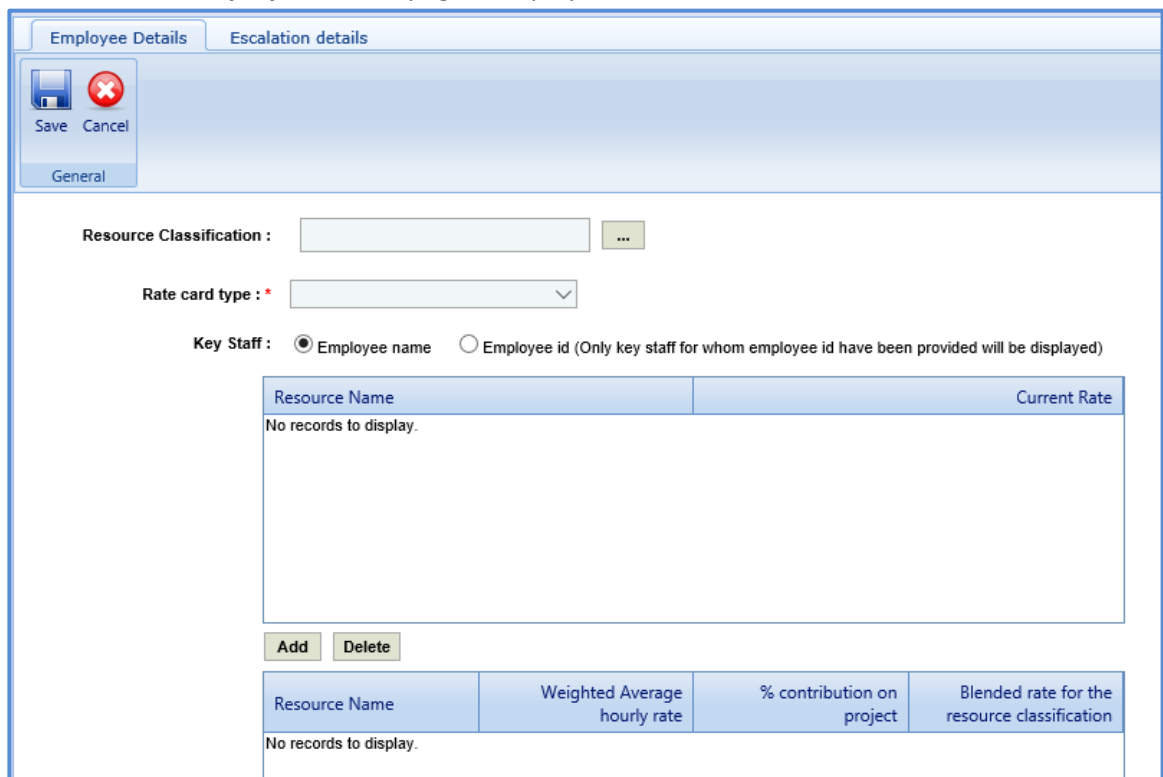 Employee Details Escalation details
Save Cancel
General
Resource Classification : ...
Rate card type : *
Key Staff : Employee name Employee id (Only key staff for whom employee id have been provided will be displayed)
Resource Name Current Rate
No records to display.
Add Delete
Resource Name Weighted Average hourly rate % contribution on project Blended rate for the resource classification
No records to display.